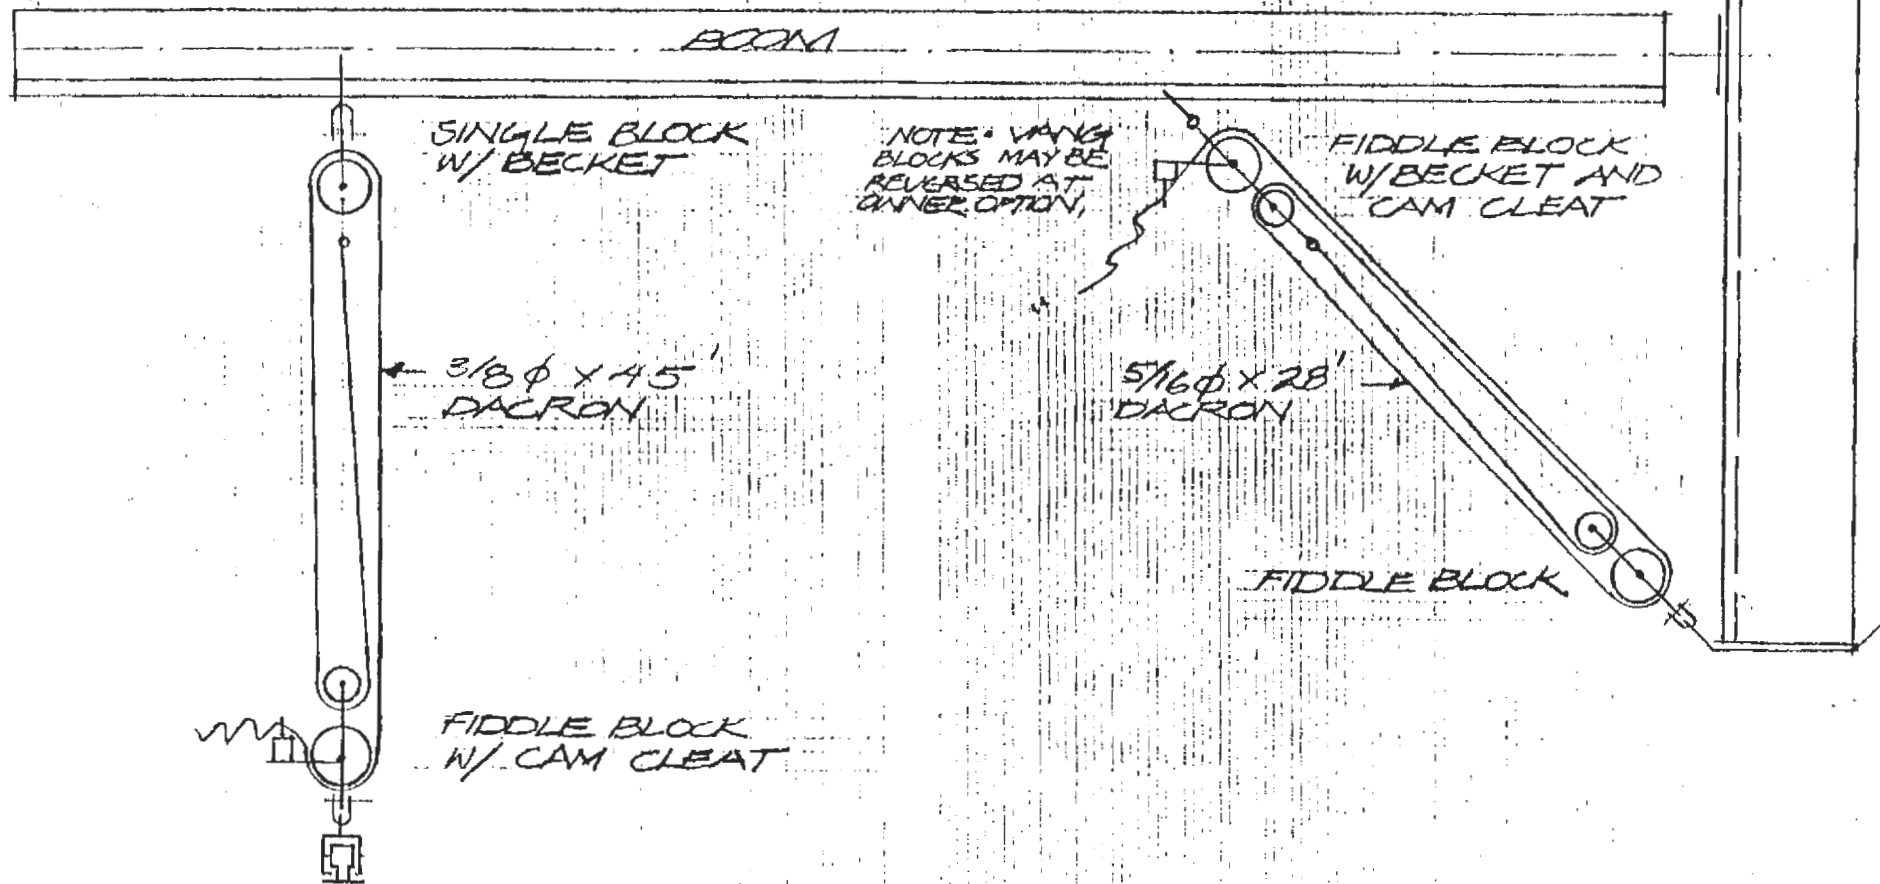 BOOM
SINGLE BLOCK
W/ BECKET
NOTE: VANG
BLOCKS MAY BE
REVERSED AT
OWNER OPTION,
FIDDLE BLOCK
W/BECKET AND
CAM CLEAT
3/8 φ X 45'
DACRON
5/16 φ X 28'
DACRON
FIDDLE BLOCK
FIDDLE BLOCK
W/ CAM CLEAT